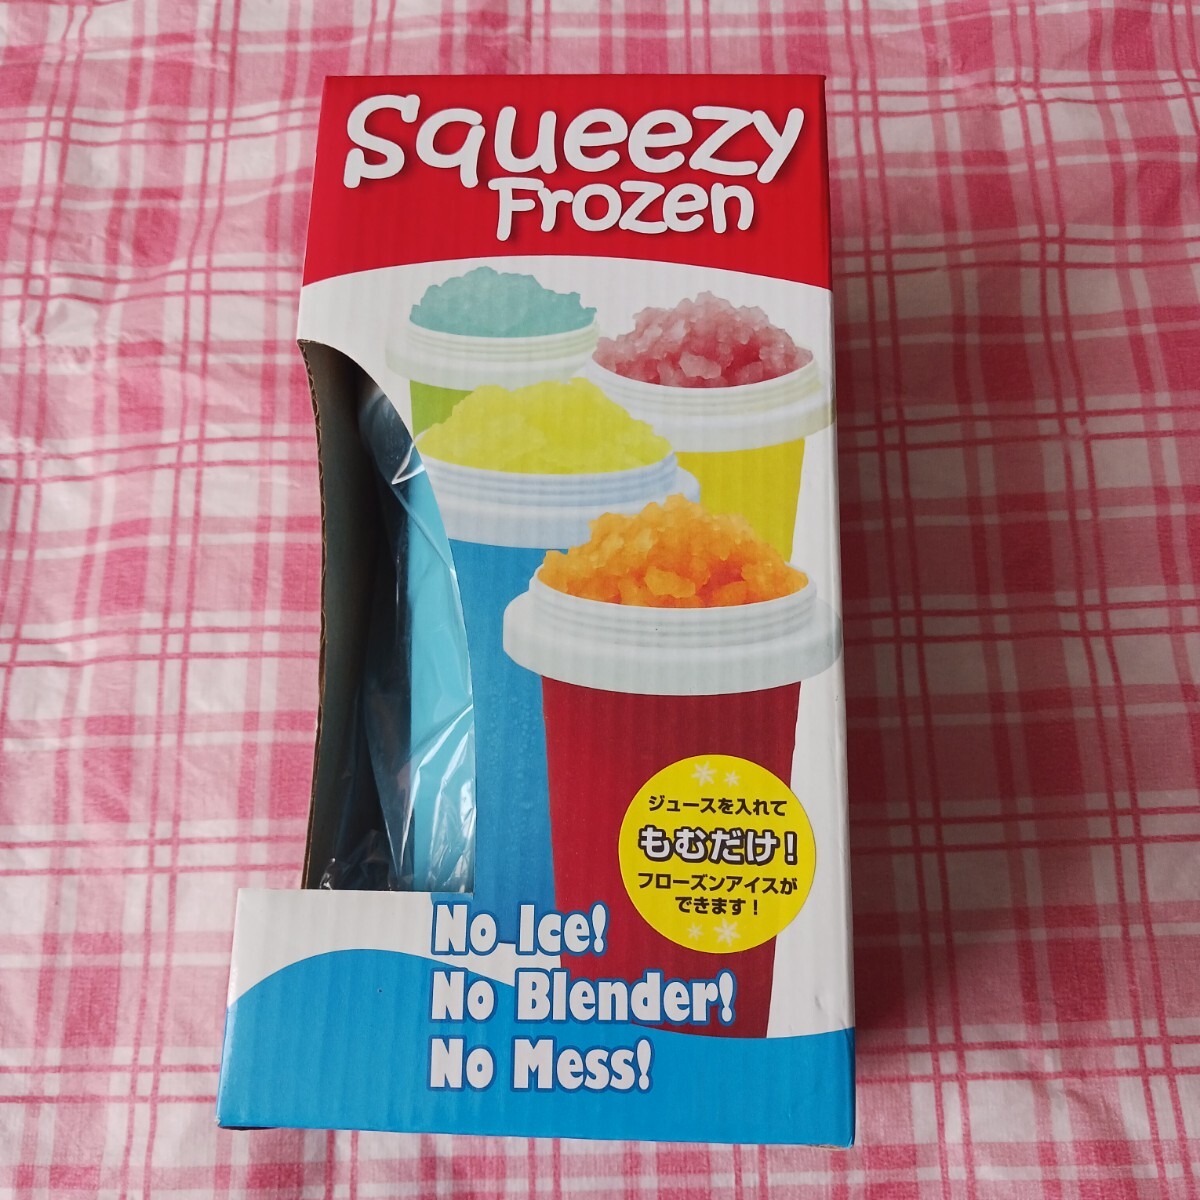 Squeezy
Frozen
ジュースを入れて
もむだけ!
フローズンアイスが
できます!
No Ice!
No Blender!
No Mess!